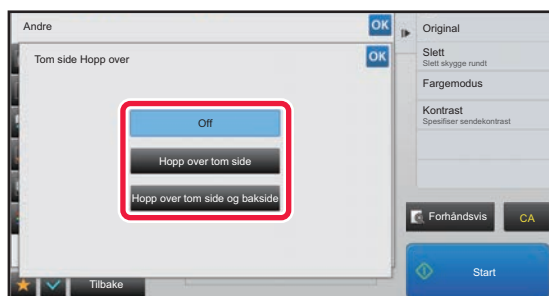 Andre
OK
Tom side Hopp over
OK
Off
Hopp over tom side
Hopp over tom side og bakside
Tilbake
Original
Slett
Slett skygge rundt
Fargemodus
Kontrast
Spesifiser sendekontrast
Forhåndsvis
CA
Start